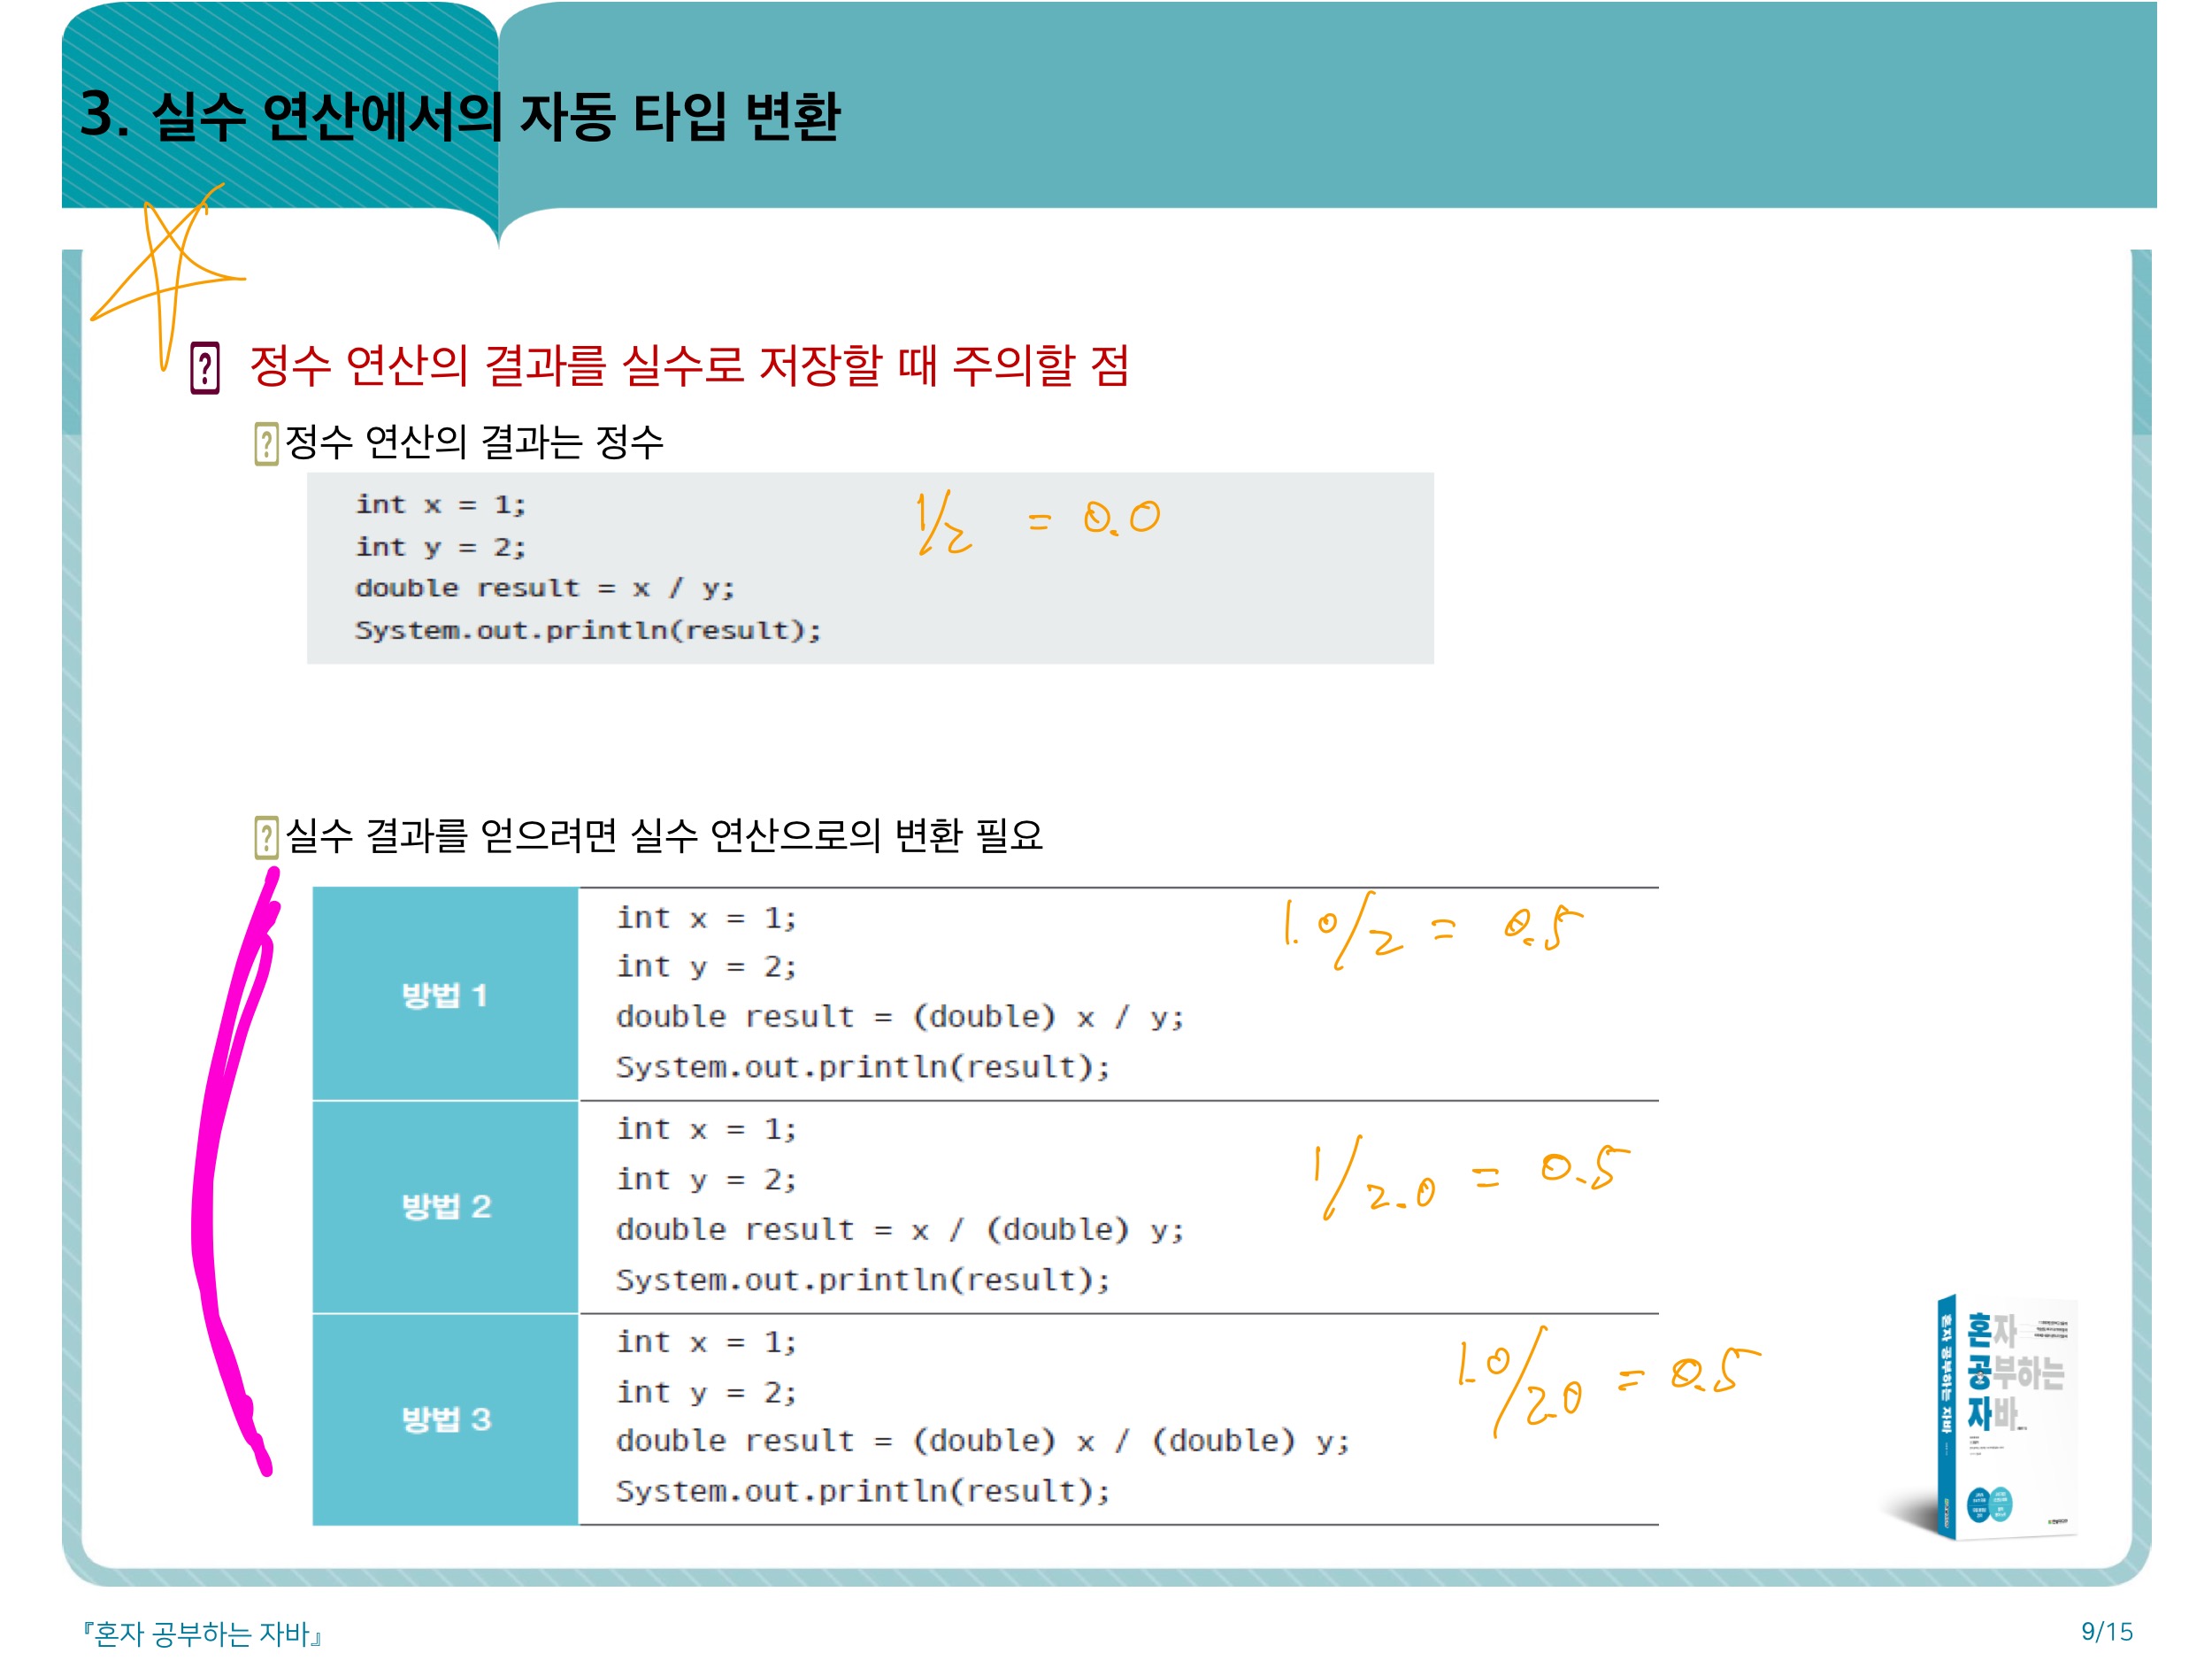 3. 실수 연산에서의 자동 타입 변환
정수 연산의 결과를 실수로 저장할 때 주의할 점
정수 연산의 결과는 정수
int x = 1;
int y = 2;
double result = x / y;
System.out.println(result);
1/2 = 0.0
실수 결과를 얻으려면 실수 연산으로의 변환 필요
방법 1
int x = 1;
int y = 2;
double result = (double) x / y;
System.out.println(result);
1.0/2 = 0.5
방법 2
int x = 1;
int y = 2;
double result = x / (double) y;
System.out.println(result);
1/2.0 = 0.5
방법 3
int x = 1;
int y = 2;
double result = (double) x / (double) y;
System.out.println(result);
1.0/2.0 = 0.5
혼자 공부하는 자바
혼자
공부하는
자바
『혼자 공부하는 자바』
9/15